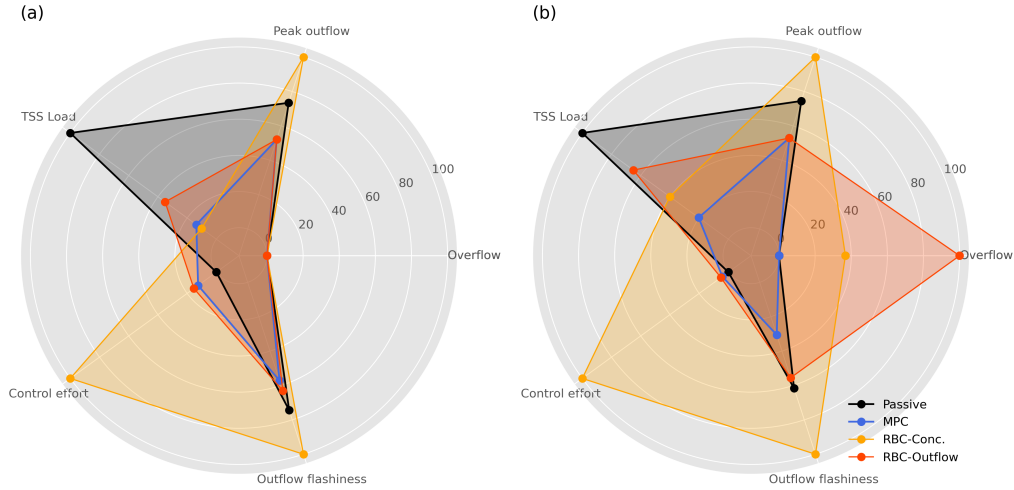 (a)
Peak outflow
TSS Load
100
80
60
40
20
0
Overflow
Control effort
Outflow flashiness
(b)
Peak outflow
TSS Load
100
80
60
40
20
Overflow
Control effort
Outflow flashiness
Passive
MPC
RBC-Conc.
RBC-Outflow